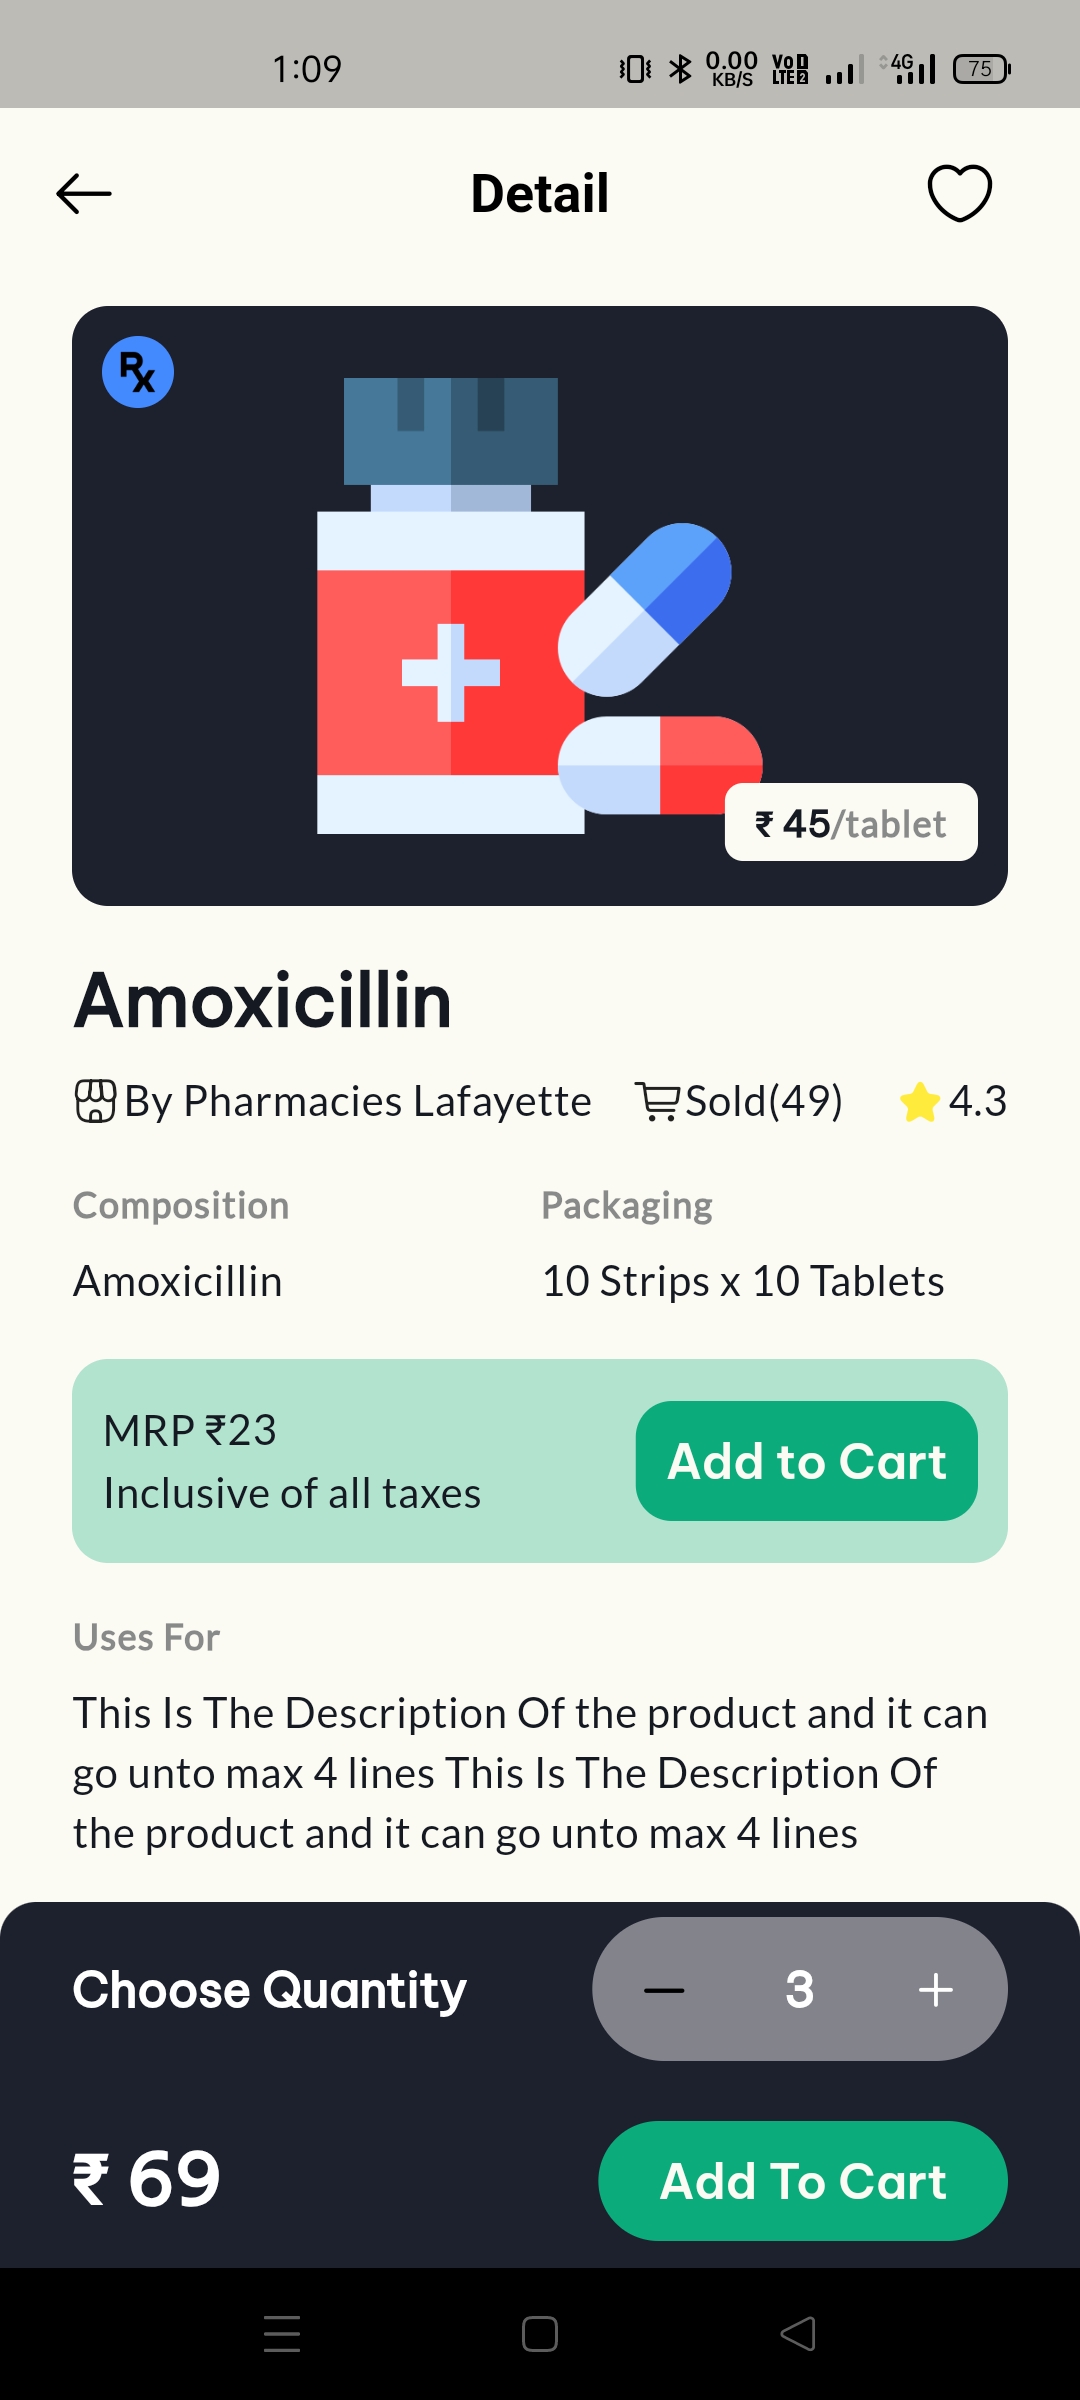 1:09
0.00
KB/S
Vo 1
LTE 2
4G
75
Detail
Rx
₹ 45/tablet
Amoxicillin
By Pharmacies Lafayette Sold(49) 4.3
Composition Packaging
Amoxicillin 10 Strips x 10 Tablets
MRP ₹23
Inclusive of all taxes
Add to Cart
Uses For
This Is The Description Of the product and it can
go unto max 4 lines This Is The Description Of
the product and it can go unto max 4 lines
Choose Quantity
3
₹ 69
Add To Cart